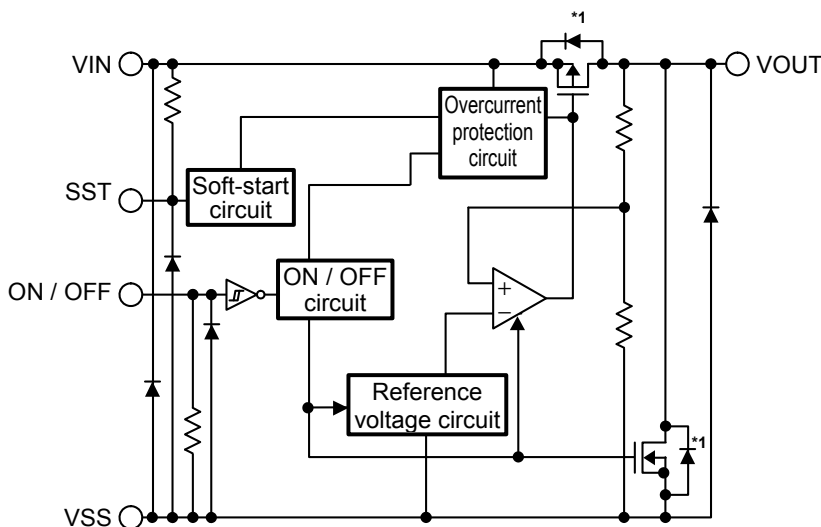 *1
VIN
VOUT
Overcurrent
protection
circuit
SST
Soft-start
circuit
ON / OFF
ON / OFF
circuit
+
−
Reference
voltage circuit
*1
VSS